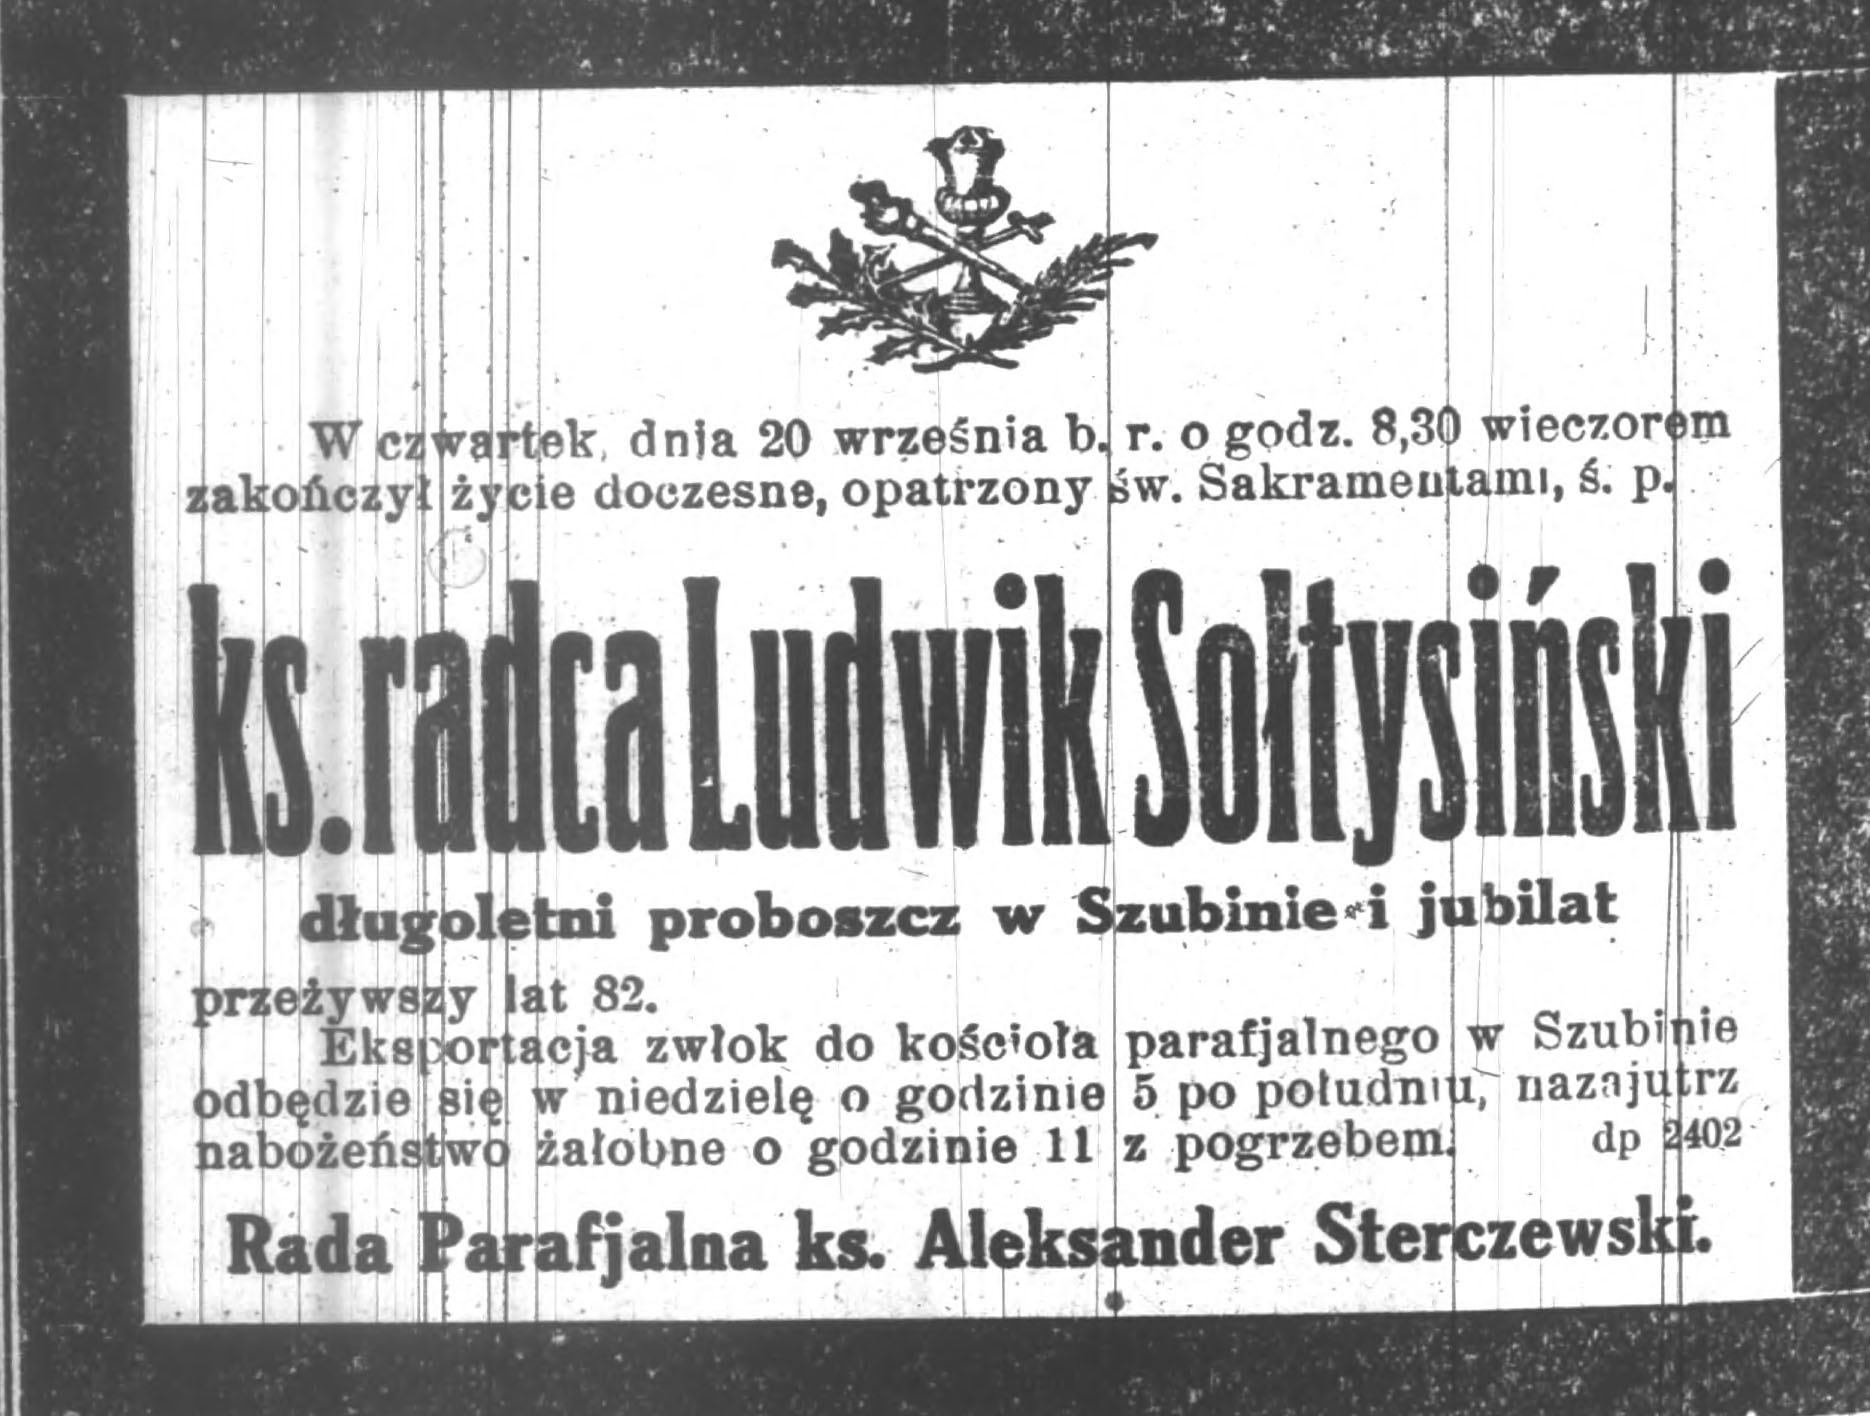 W czwartek, dnia 20 września b. r. o godz. 8,30 wieczorem
zakończył życie doczesne, opatrzony św. Sakramentami, ś. p.
ks. radca Ludwik Sołtysiński
długoletni proboszcz w Szubinie i jubilat
przeżywszy lat 82.
Eksportacja zwłok do kościoła parafjalnego w Szubinie
odbędzie się w niedzielę o godzinie 5 po południu, nazajutrz
nabożeństwo żałobne o godzinie 11 z pogrzebem.
dp 2402
Rada Parafjalna ks. Aleksander Sterczewski.